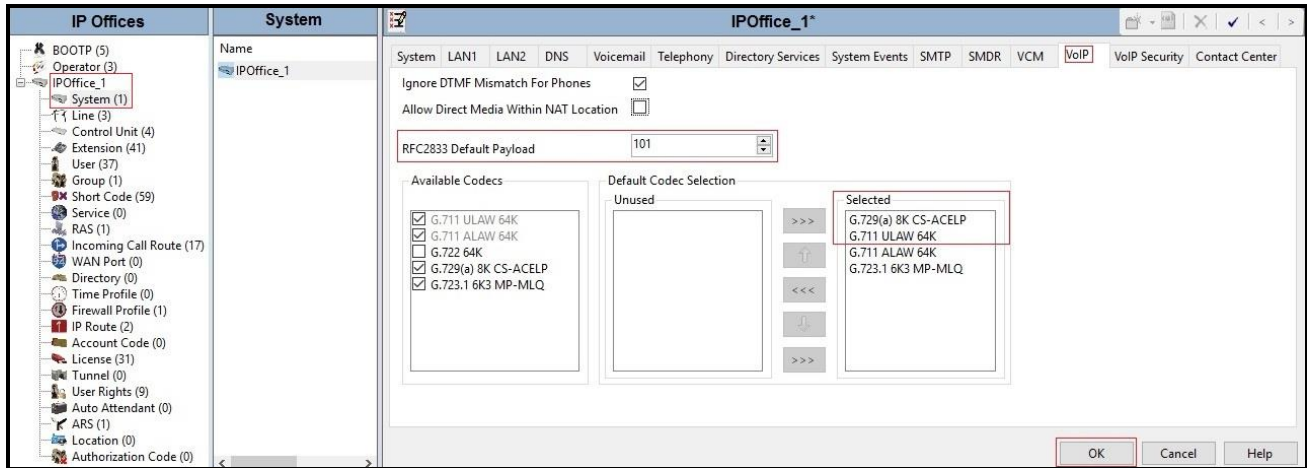 IP Offices
BOOTP (5)
Operator (3)
IPOffice_1
System (1)
Line (3)
Control Unit (4)
Extension (41)
User (37)
Group (1)
Short Code (59)
Service (0)
RAS (1)
Incoming Call Route (17)
WAN Port (0)
Directory (0)
Time Profile (0)
Firewall Profile (1)
IP Route (2)
Account Code (0)
License (31)
Tunnel (0)
User Rights (9)
Auto Attendant (0)
ARS (1)
Location (0)
Authorization Code (0)
System
Name
IPOffice_1
IPOffice_1*
System LAN1 LAN2 DNS Voicemail Telephony Directory Services System Events SMTP SMDR VCM VoIP VoIP Security Contact Center
Ignore DTMF Mismatch For Phones
Allow Direct Media Within NAT Location
RFC2833 Default Payload 101
Available Codecs
G.711 ULAW 64K
G.711 ALAW 64K
G.722 64K
G.729(a) 8K CS-ACELP
G.723.1 6K3 MP-MLQ
Default Codec Selection
Unused
>>>
<<<
>>>
Selected
G.729(a) 8K CS-ACELP
G.711 ULAW 64K
G.711 ALAW 64K
G.723.1 6K3 MP-MLQ
OK Cancel Help